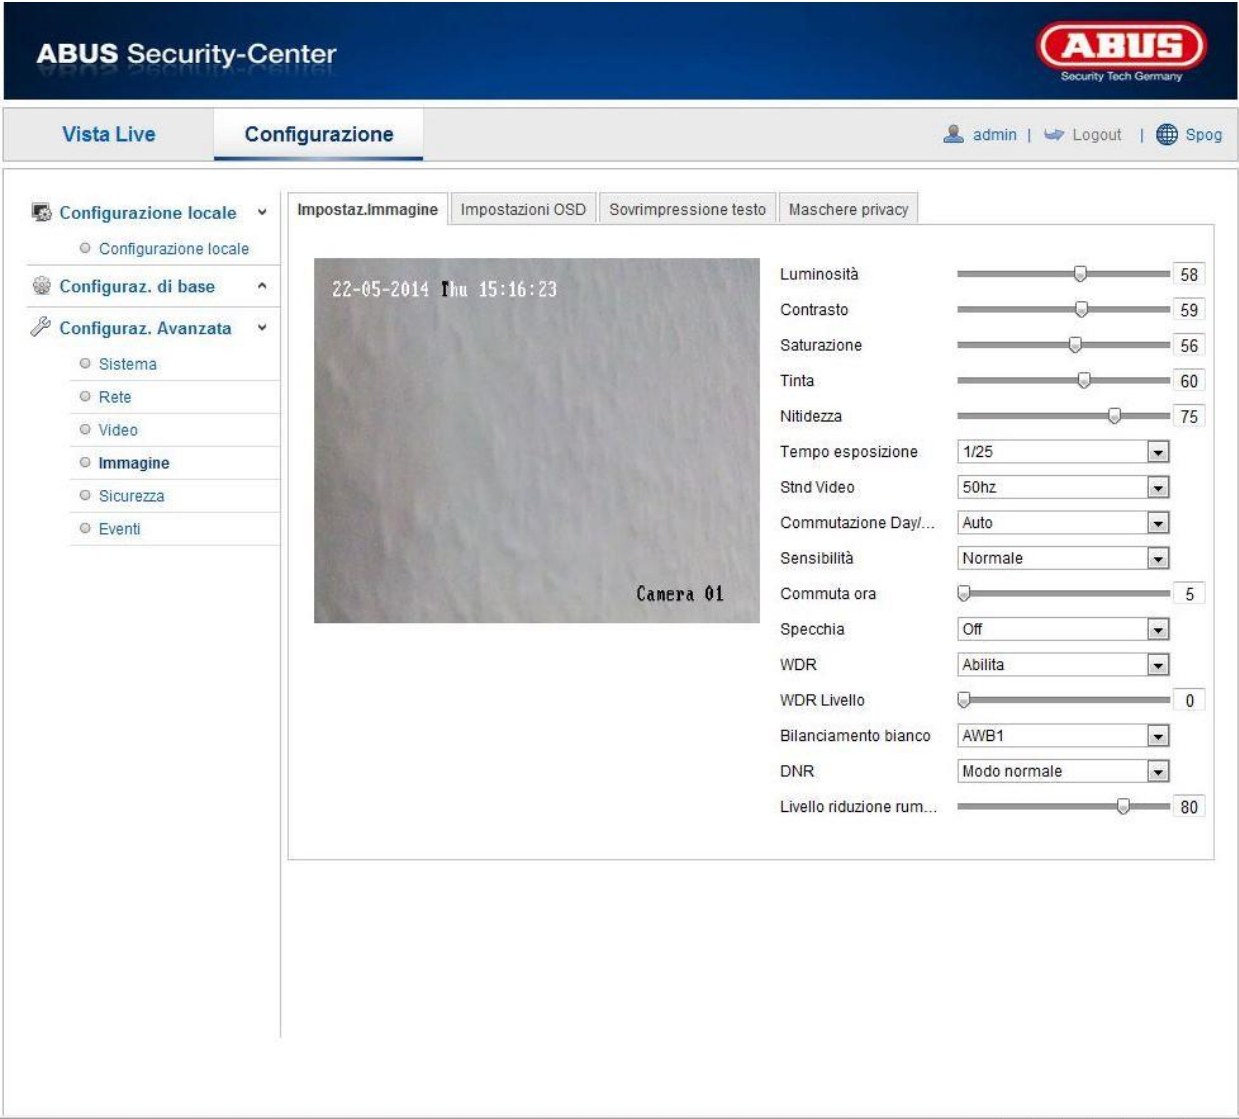 ABUS Security-Center
ABUS
Security Tech Germany
Vista Live
Configurazione
admin | Logout | Spog
Configurazione locale
Configurazione locale
Configuraz. di base
Configuraz. Avanzata
Sistema
Rete
Video
Immagine
Sicurezza
Eventi
Impostaz.Immagine
Impostazioni OSD
Sovrimpressione testo
Maschere privacy
22-05-2014 Thu 15:16:23
Camera 01
Luminosità 58
Contrasto 59
Saturazione 56
Tinta 60
Nitidezza 75
Tempo esposizione 1/25
Stnd Video 50hz
Commutazione Day/... Auto
Sensibilità Normale
Commuta ora 5
Specchia Off
WDR Abilita
WDR Livello 0
Bilanciamento bianco AWB1
DNR Modo normale
Livello riduzione rum... 80